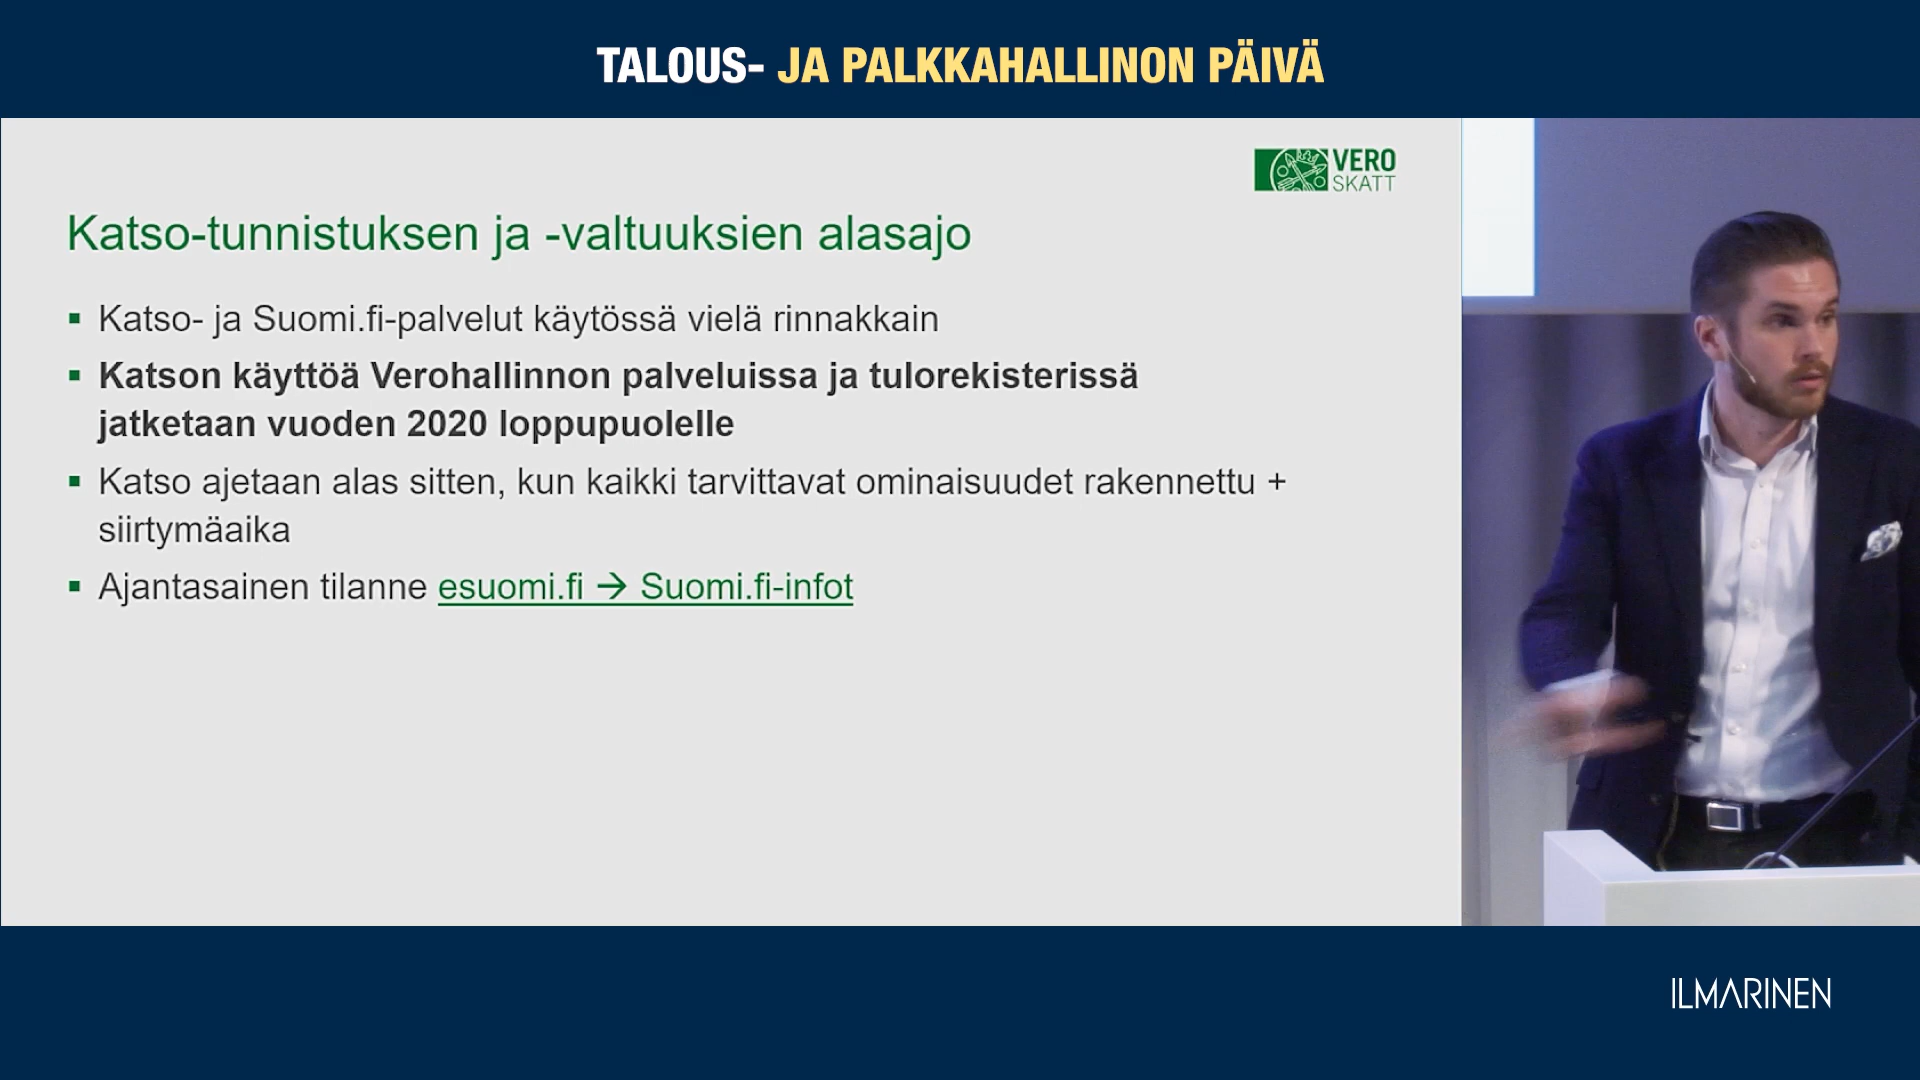 TALOUS- JA PALKKAHALLINON PÄIVÄ
VERO
SKATT
Katso-tunnistuksen ja -valtuuksien alasajo
▪ Katso- ja Suomi.fi-palvelut käytössä vielä rinnakkain
▪ Katson käyttöä Verohallinnon palveluissa ja tulorekisterissä
jatketaan vuoden 2020 loppupuolelle
▪ Katso ajetaan alas sitten, kun kaikki tarvittavat ominaisuudet rakennettu +
siirtymäaika
▪ Ajantasainen tilanne esuomi.fi → Suomi.fi-infot
ILMARINEN